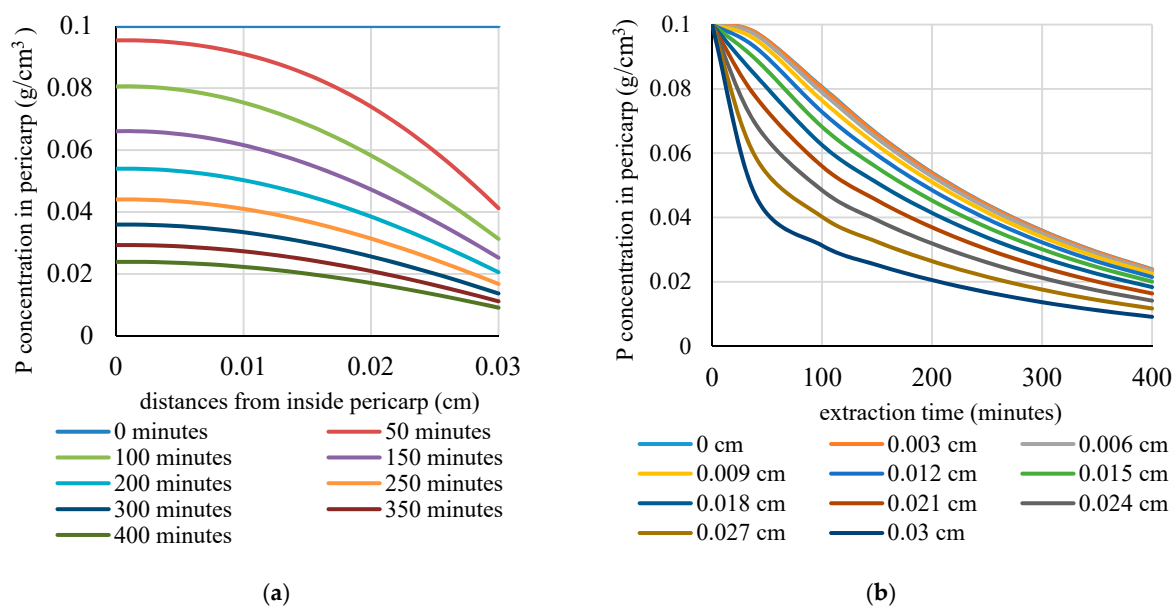 P concentration in pericarp (g/cm³)
0.1
0.08
0.06
0.04
0.02
0
0 0.01 0.02 0.03
distances from inside pericarp (cm)
0 minutes 50 minutes
100 minutes 150 minutes
200 minutes 250 minutes
300 minutes 350 minutes
400 minutes
(a)
P concentration in pericarp (g/cm³)
0.1
0.08
0.06
0.04
0.02
0
0 100 200 300 400
extraction time (minutes)
0 cm 0.003 cm 0.006 cm
0.009 cm 0.012 cm 0.015 cm
0.018 cm 0.021 cm 0.024 cm
0.027 cm 0.03 cm
(b)